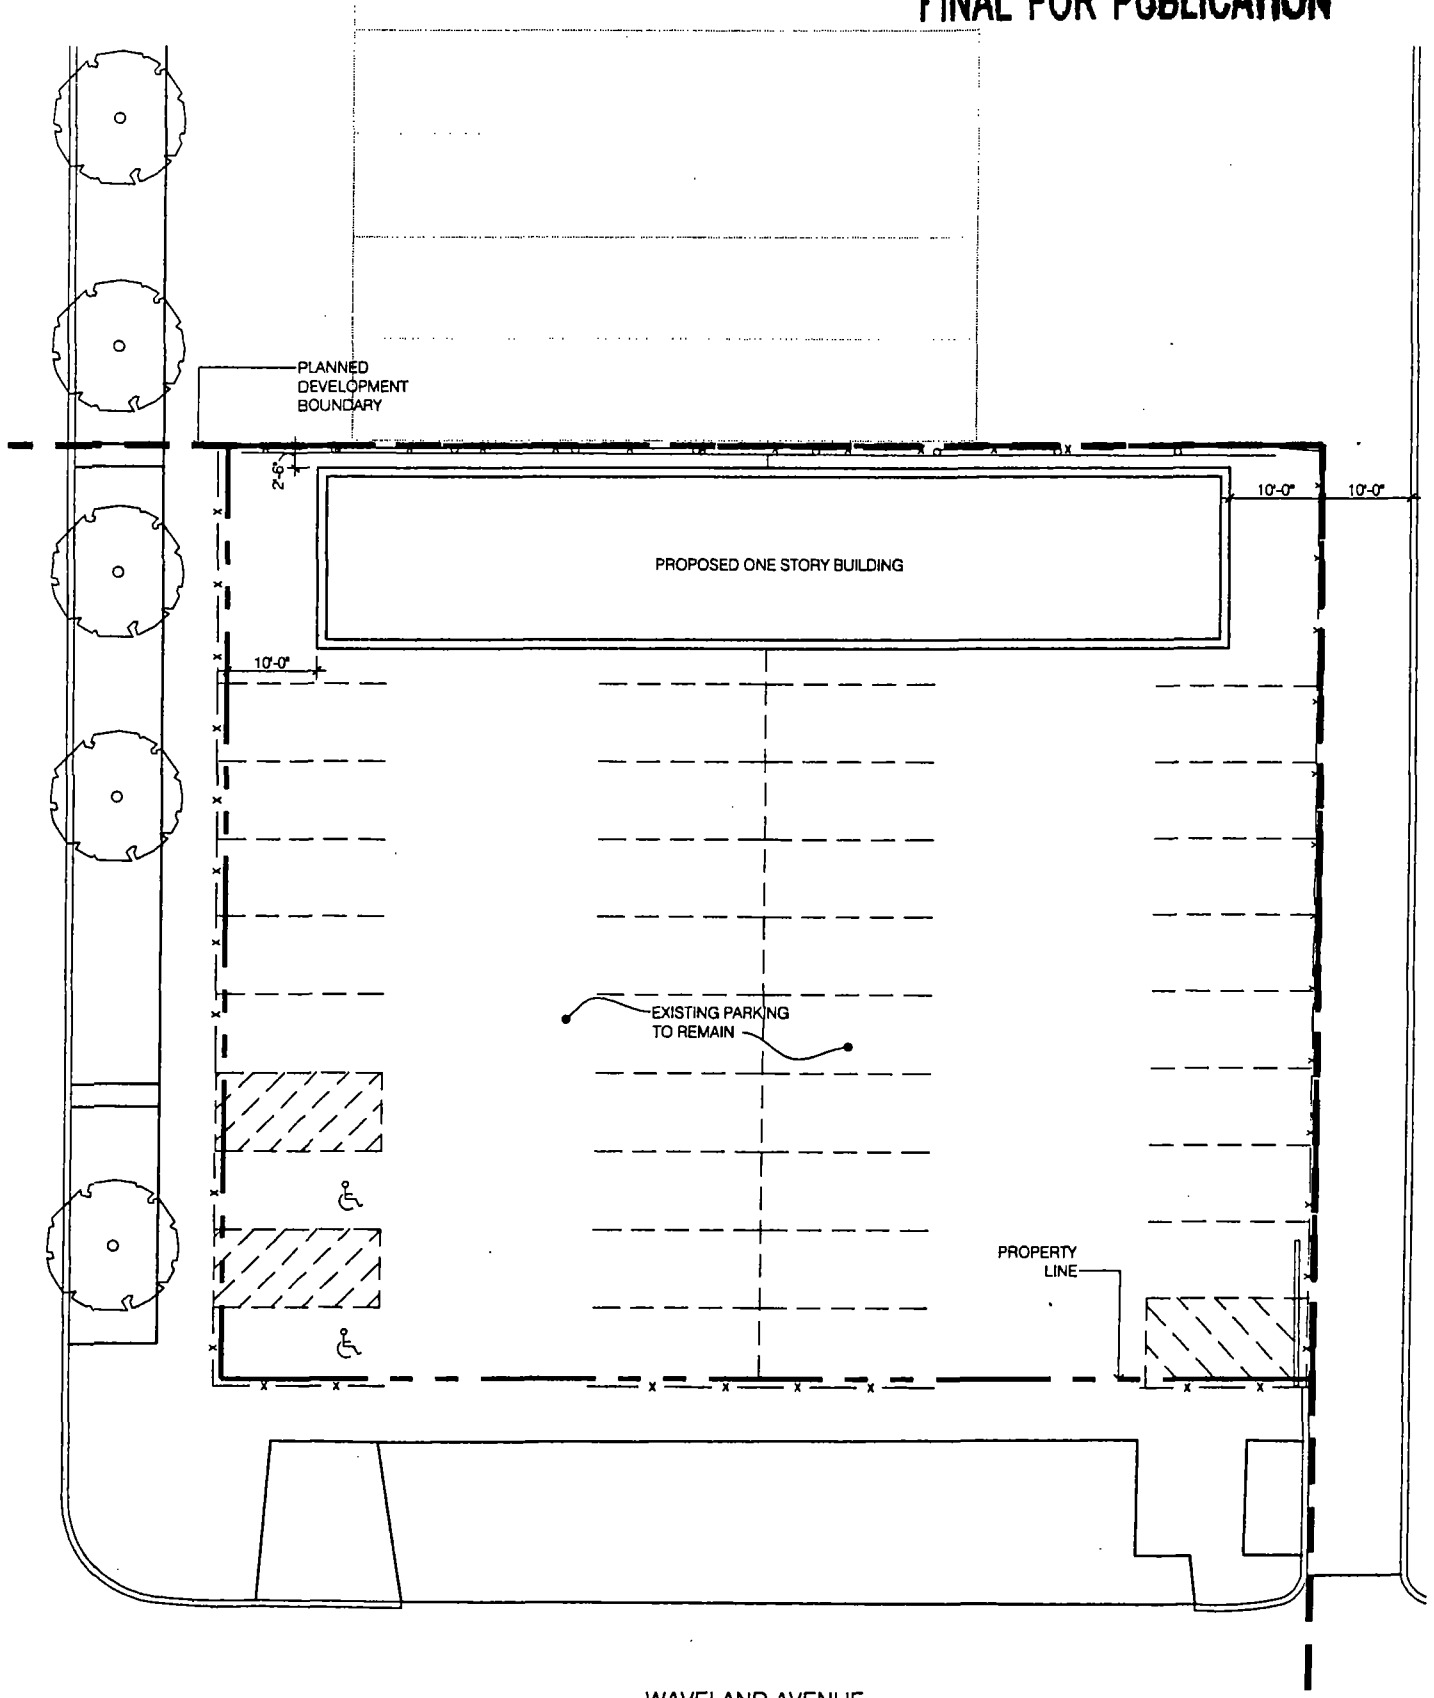 FINAL FOR PUBLICATION
PLANNED
DEVELOPMENT
BOUNDARY
2'-6"
10'-0"
10'-0"
PROPOSED ONE STORY BUILDING
10'-0"
EXISTING PARKING
TO REMAIN
PROPERTY
LINE
WAVELAND AVENUE